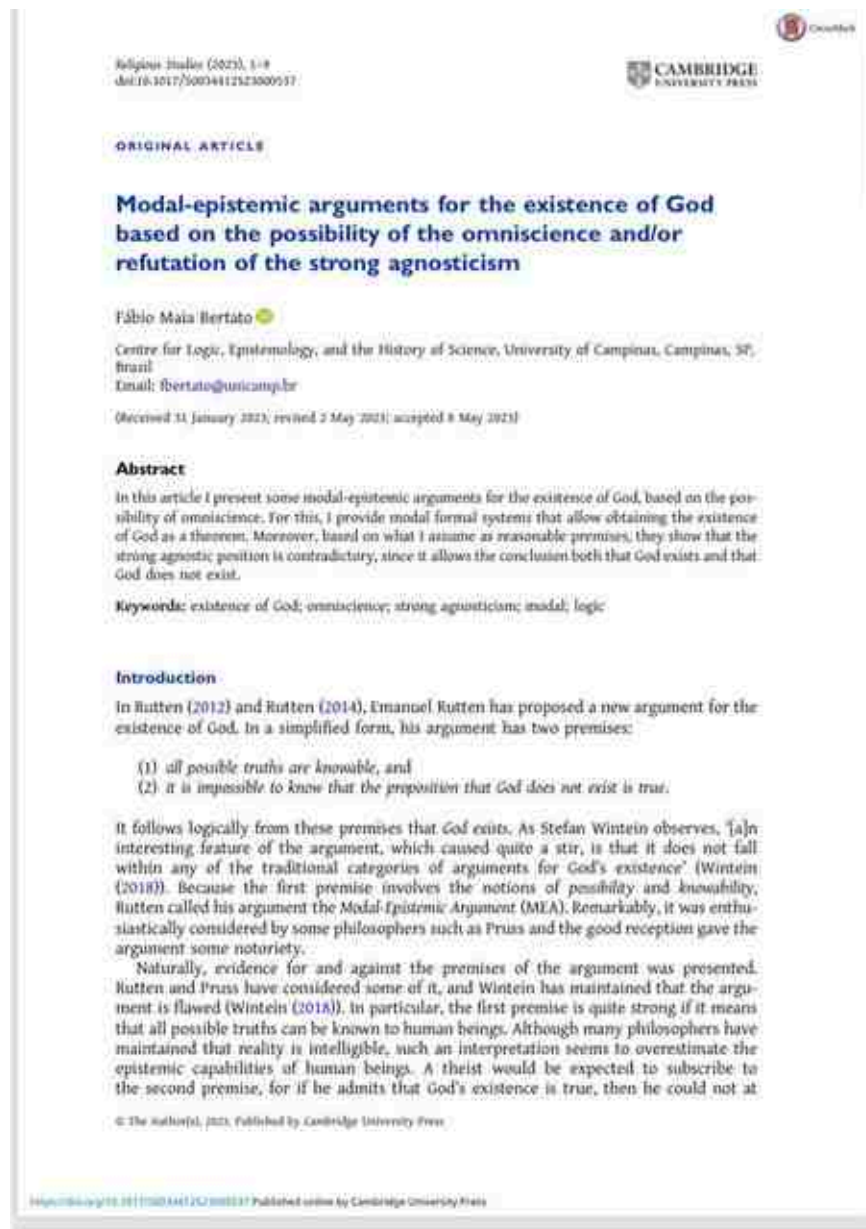 CrossMark
Religious Studies (2023), 1–9
doi:10.1017/S0034412523000537
CAMBRIDGE
UNIVERSITY PRESS
ORIGINAL ARTICLE
Modal-epistemic arguments for the existence of God
based on the possibility of the omniscience and/or
refutation of the strong agnosticism
Fábio Maia Bertato
Centre for Logic, Epistemology, and the History of Science, University of Campinas, Campinas, SP,
Brazil
Email: fbertato@unicamp.br
(Received 31 January 2023; revised 2 May 2023; accepted 8 May 2023)
Abstract
In this article I present some modal-epistemic arguments for the existence of God, based on the pos-
sibility of omniscience. For this, I provide modal formal systems that allow obtaining the existence
of God as a theorem. Moreover, based on what I assume as reasonable premises, they show that the
strong agnostic position is contradictory, since it allows the conclusion both that God exists and that
God does not exist.
Keywords: existence of God; omniscience; strong agnosticism; modal; logic
Introduction
In Rutten (2012) and Rutten (2014), Emanuel Rutten has proposed a new argument for the
existence of God. In a simplified form, his argument has two premises:
(1) all possible truths are knowable, and
(2) it is impossible to know that the proposition that God does not exist is true.
It follows logically from these premises that God exists. As Stefan Wintein observes, '[a]n
interesting feature of the argument, which caused quite a stir, is that it does not fall
within any of the traditional categories of arguments for God's existence' (Wintein
(2018)). Because the first premise involves the notions of possibility and knowability,
Rutten called his argument the Modal-Epistemic Argument (MEA). Remarkably, it was enthu-
siastically considered by some philosophers such as Pruss and the good reception gave the
argument some notoriety.
Naturally, evidence for and against the premises of the argument was presented.
Rutten and Pruss have considered some of it, and Wintein has maintained that the argu-
ment is flawed (Wintein (2018)). In particular, the first premise is quite strong if it means
that all possible truths can be known to human beings. Although many philosophers have
maintained that reality is intelligible, such an interpretation seems to overestimate the
epistemic capabilities of human beings. A theist would be expected to subscribe to
the second premise, for if he admits that God's existence is true, then he could not at
© The Author(s), 2023. Published by Cambridge University Press
https://doi.org/10.1017/S0034412523000537 Published online by Cambridge University Press